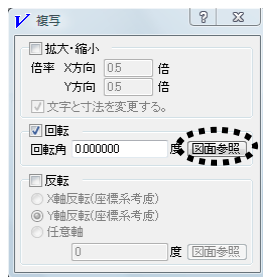 複写
拡大・縮小
倍率 X方向 0.5 倍
Y方向 0.5 倍
文字と寸法を変更する。
回転
回転角 0.000000 度 図面参照
反転
X軸反転(座標系考慮)
Y軸反転(座標系考慮)
任意軸
0 度 図面参照